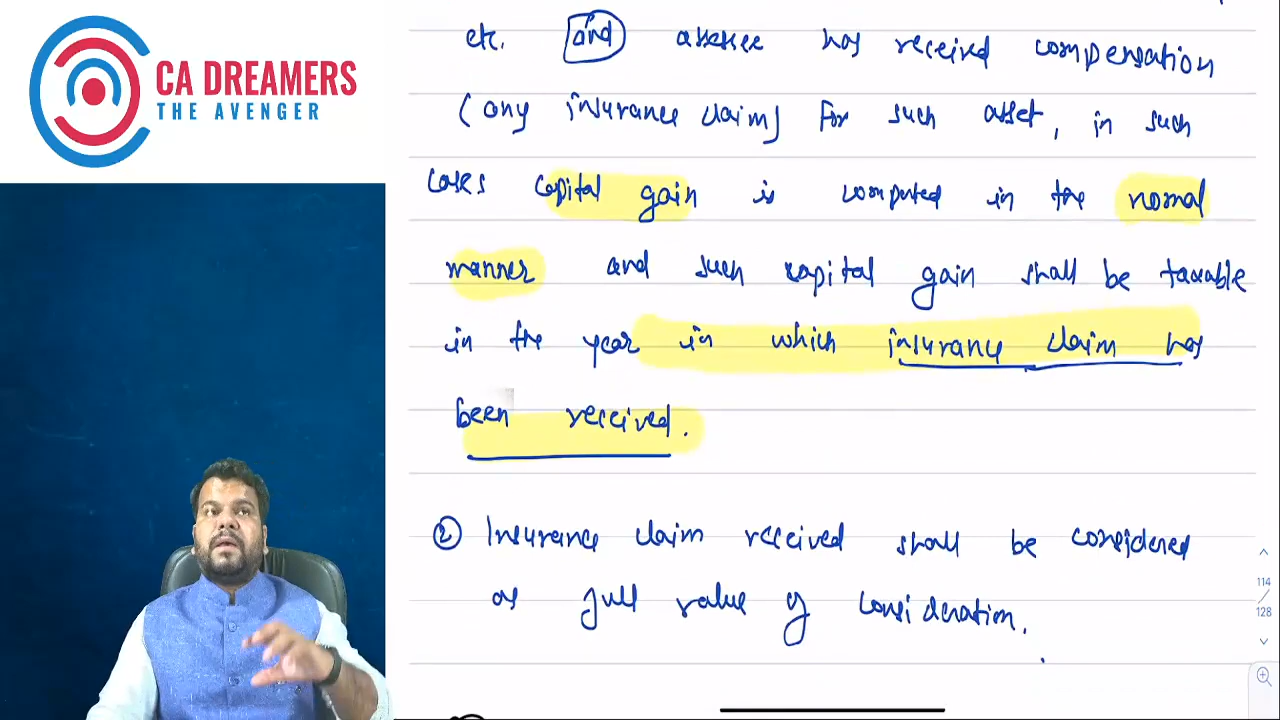 CA DREAMERS
THE AVENGER
etc. and assessee has received compensation
(any insurance claim) for such asset, in such
cases capital gain is computed in the normal
manner and such capital gain shall be taxable
in the year in which insurance claim has
been received.
② Insurance claim received shall be considered
as full value of consideration.
114
128